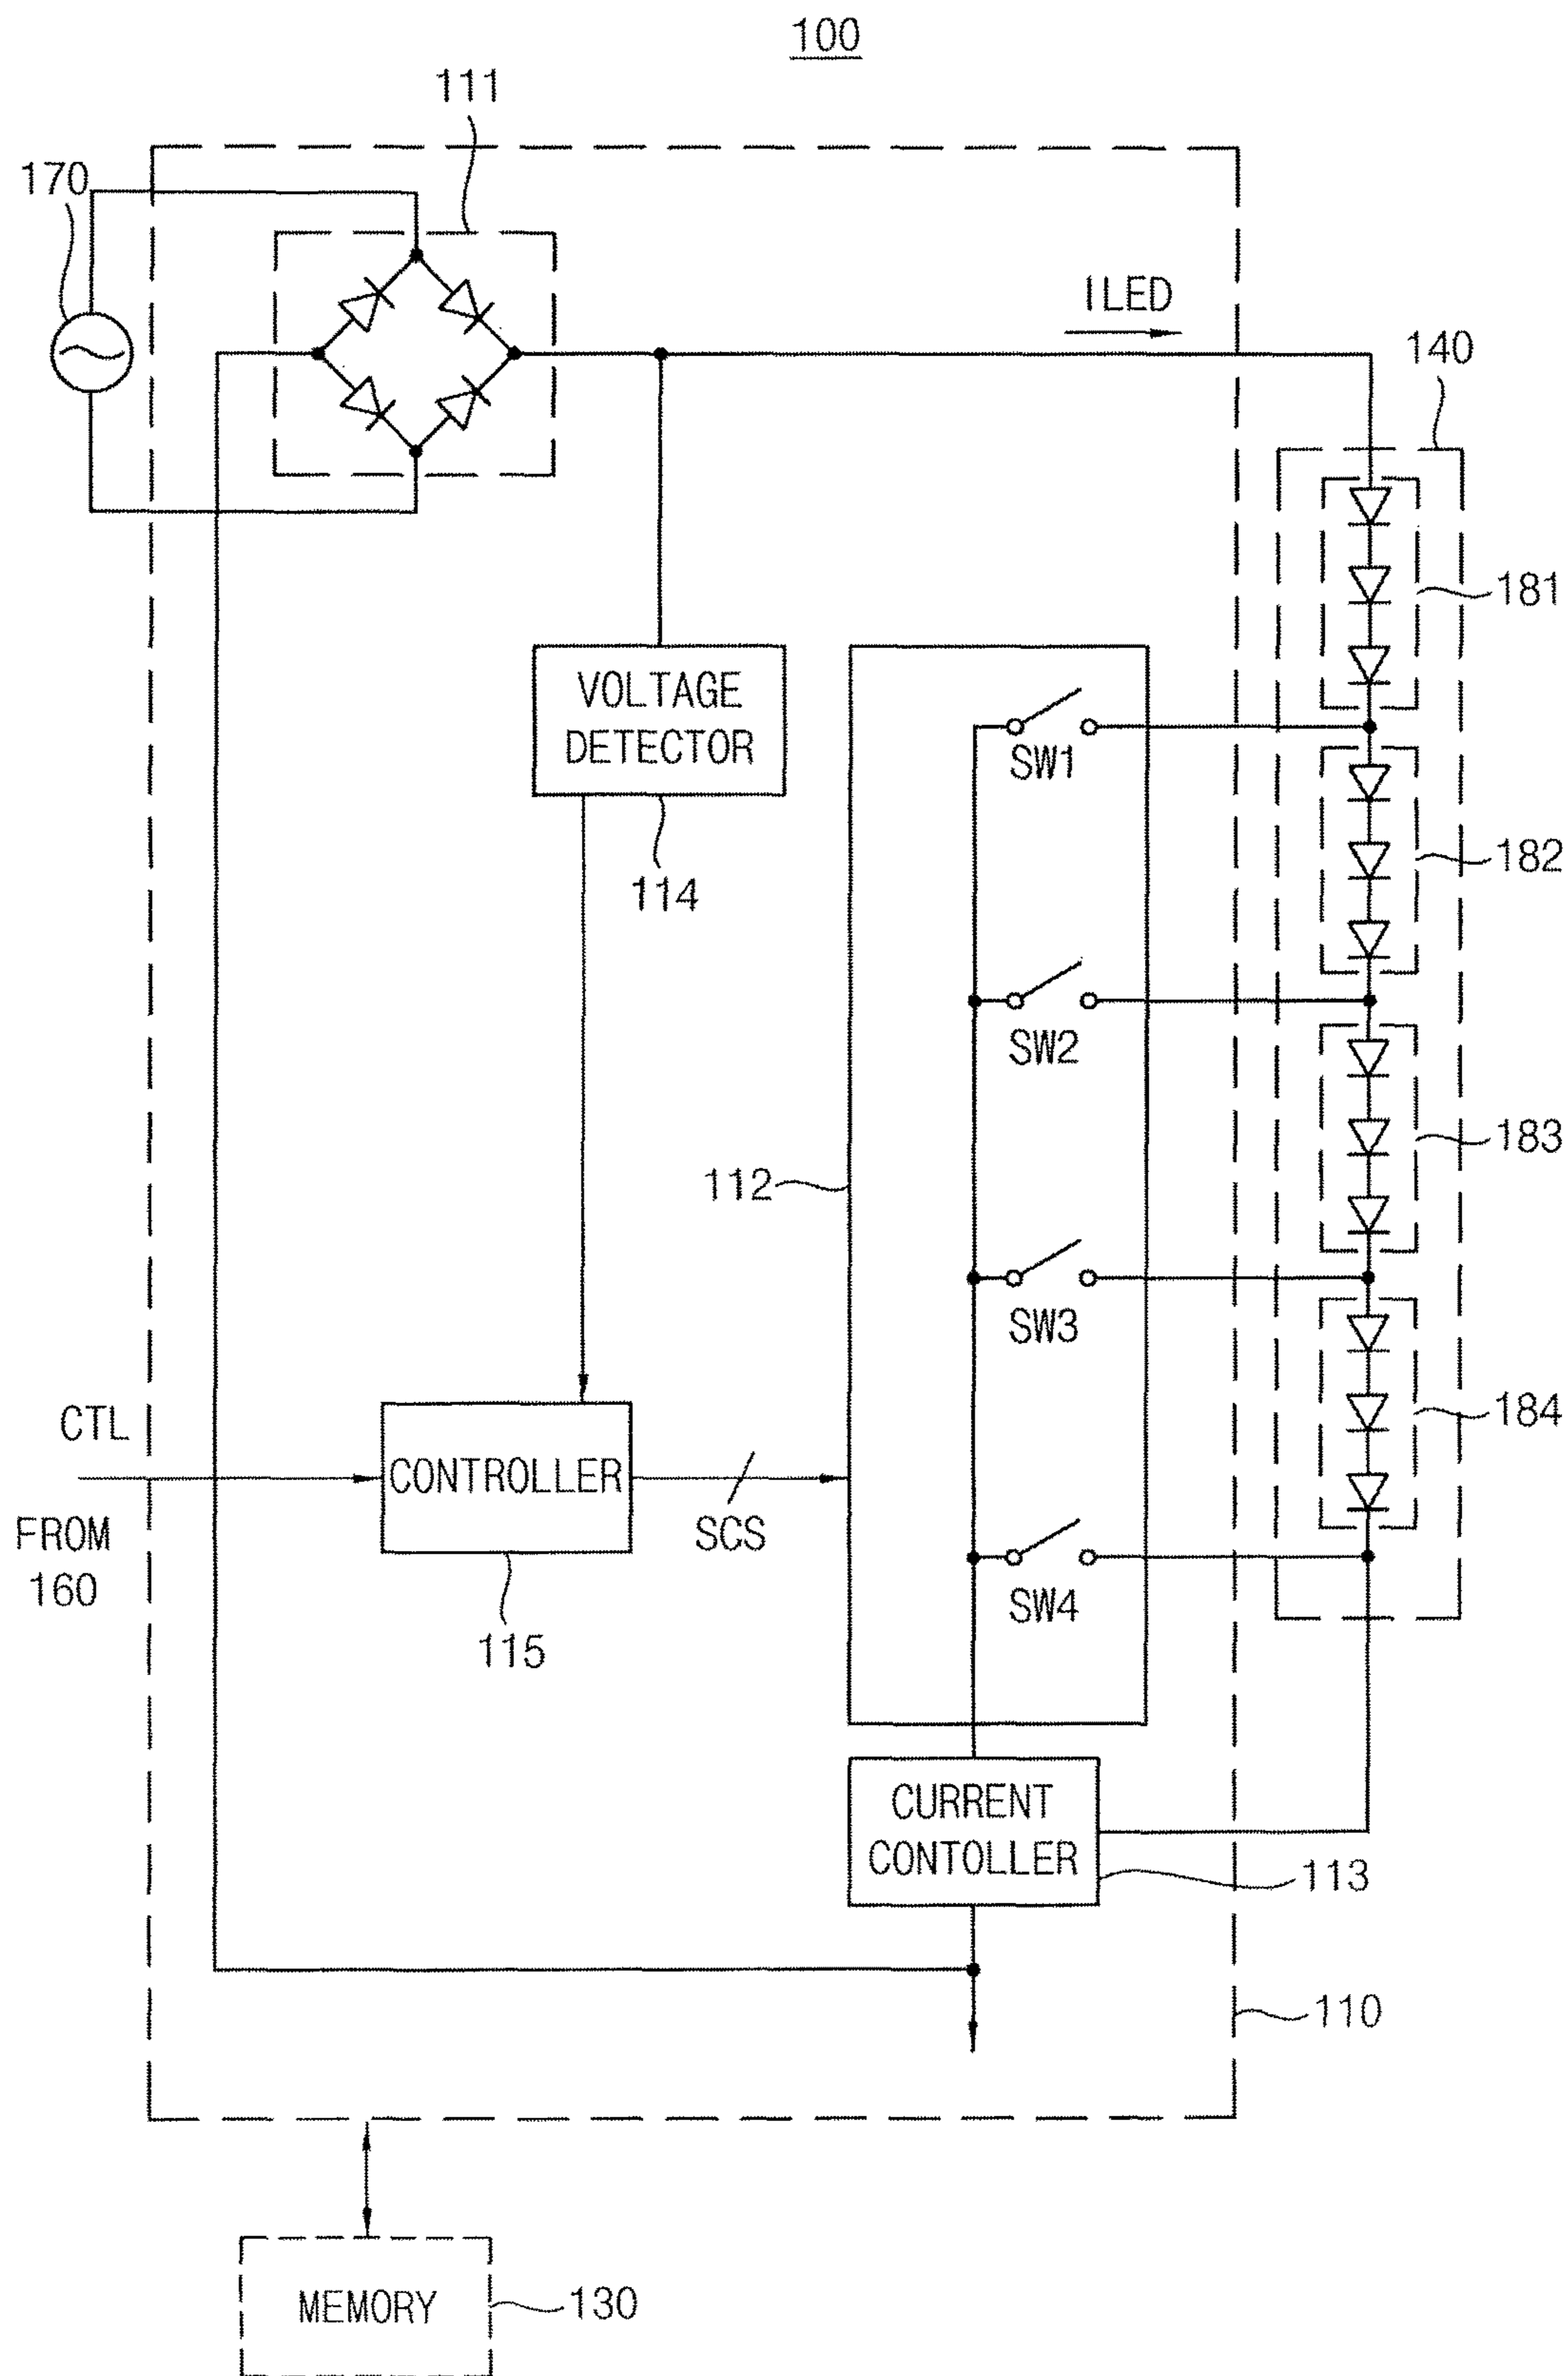 100
111
170
ILED
140
181
VOLTAGE
DETECTOR
SW1
182
114
SW2
183
112
SW3
184
CTL
CONTROLLER
SCS
FROM
160
SW4
115
CURRENT
CONTOLLER
113
110
MEMORY
130